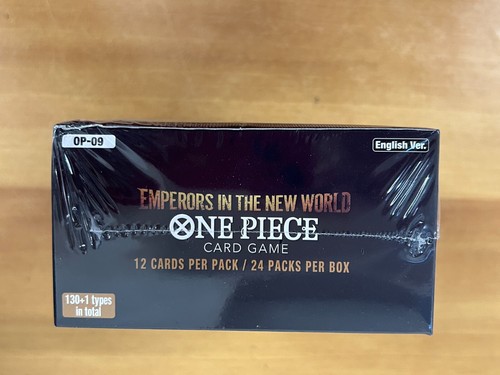 OP-09
English Ver.
EMPERORS IN THE NEW WORLD
ONE PIECE
CARD GAME
12 CARDS PER PACK / 24 PACKS PER BOX
130+1 types
in total